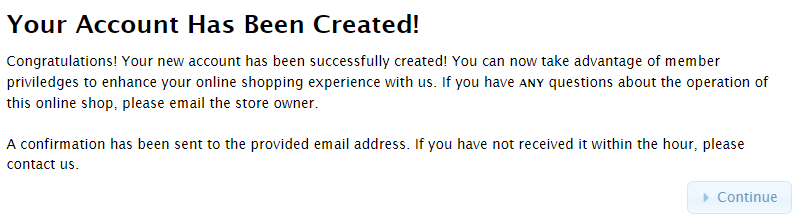 Your Account Has Been Created!
Congratulations! Your new account has been successfully created! You can now take advantage of member
priviledges to enhance your online shopping experience with us. If you have ANY questions about the operation of
this online shop, please email the store owner.
A confirmation has been sent to the provided email address. If you have not received it within the hour, please
contact us.
Continue